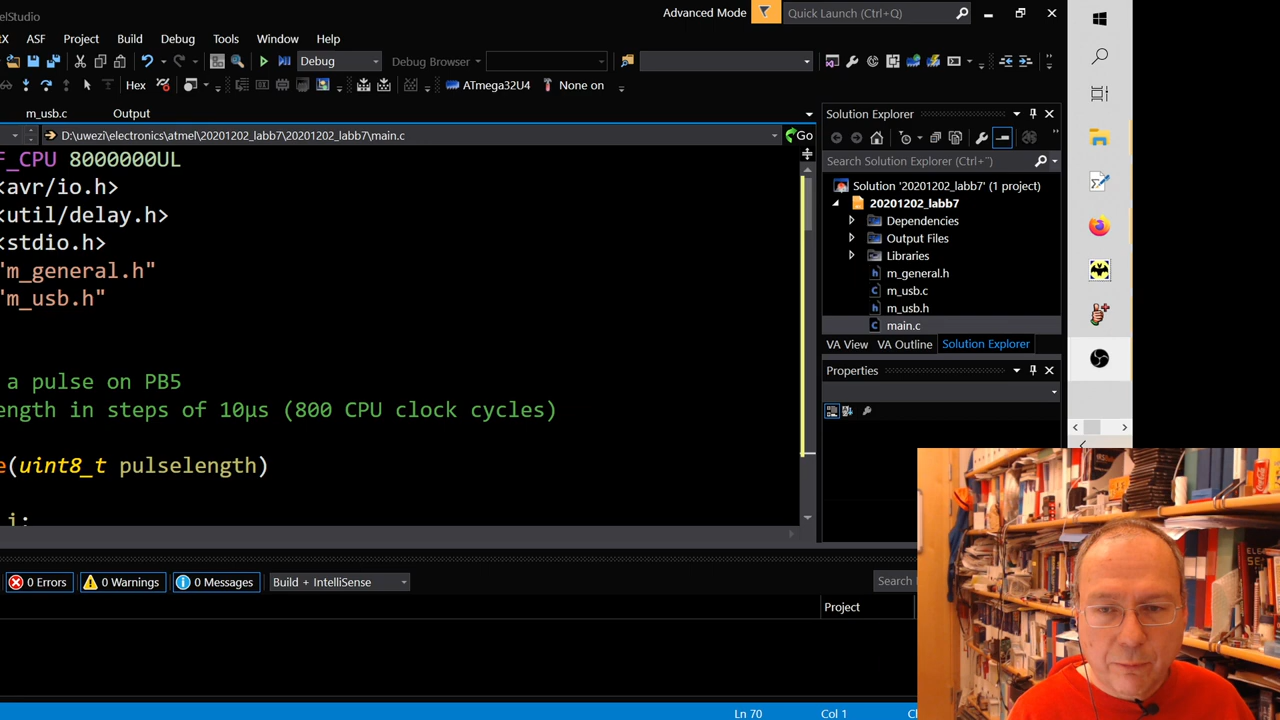 elStudio
Advanced Mode
Quick Launch (Ctrl+Q)
X ASF Project Build Debug Tools Window Help
Debug
Debug Browser
Hex
ATmega32U4
None on
m_usb.c
Output
D:\uwezi\electronics\atmel\20201202_labb7\20201202_labb7\main.c
Go
F_CPU 8000000UL
<avr/io.h>
<util/delay.h>
<stdio.h>
"m_general.h"
"m_usb.h"
a pulse on PB5
ength in steps of 10µs (800 CPU clock cycles)
e(uint8_t pulselength)
i;
Solution Explorer
Search Solution Explorer (Ctrl+¨)
Solution '20201202_labb7' (1 project)
20201202_labb7
Dependencies
Output Files
Libraries
m_general.h
m_usb.c
m_usb.h
main.c
VA View
VA Outline
Solution Explorer
Properties
0 Errors
0 Warnings
0 Messages
Build + IntelliSense
Search
Project
Ln 70
Col 1